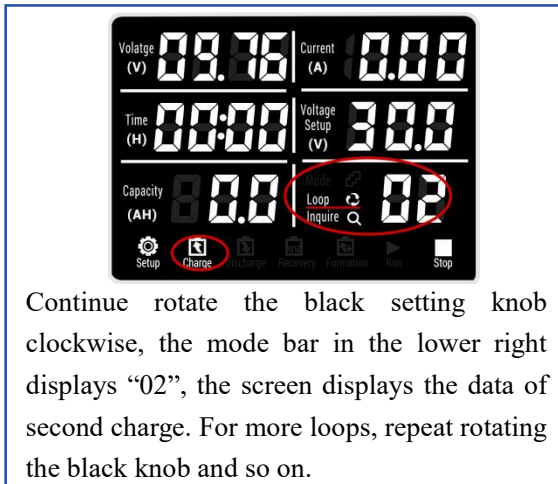 Volatge (V) 09.76 Current (A) 0.00
Time (H) 00:00 Voltage Setup (V) 30.0
Capacity (AH) 0.0 Mode Loop Inquire 02
Setup Charge Discharge Recovery Formation Run Stop
Continue rotate the black setting knob
clockwise, the mode bar in the lower right
displays “02”, the screen displays the data of
second charge. For more loops, repeat rotating
the black knob and so on.